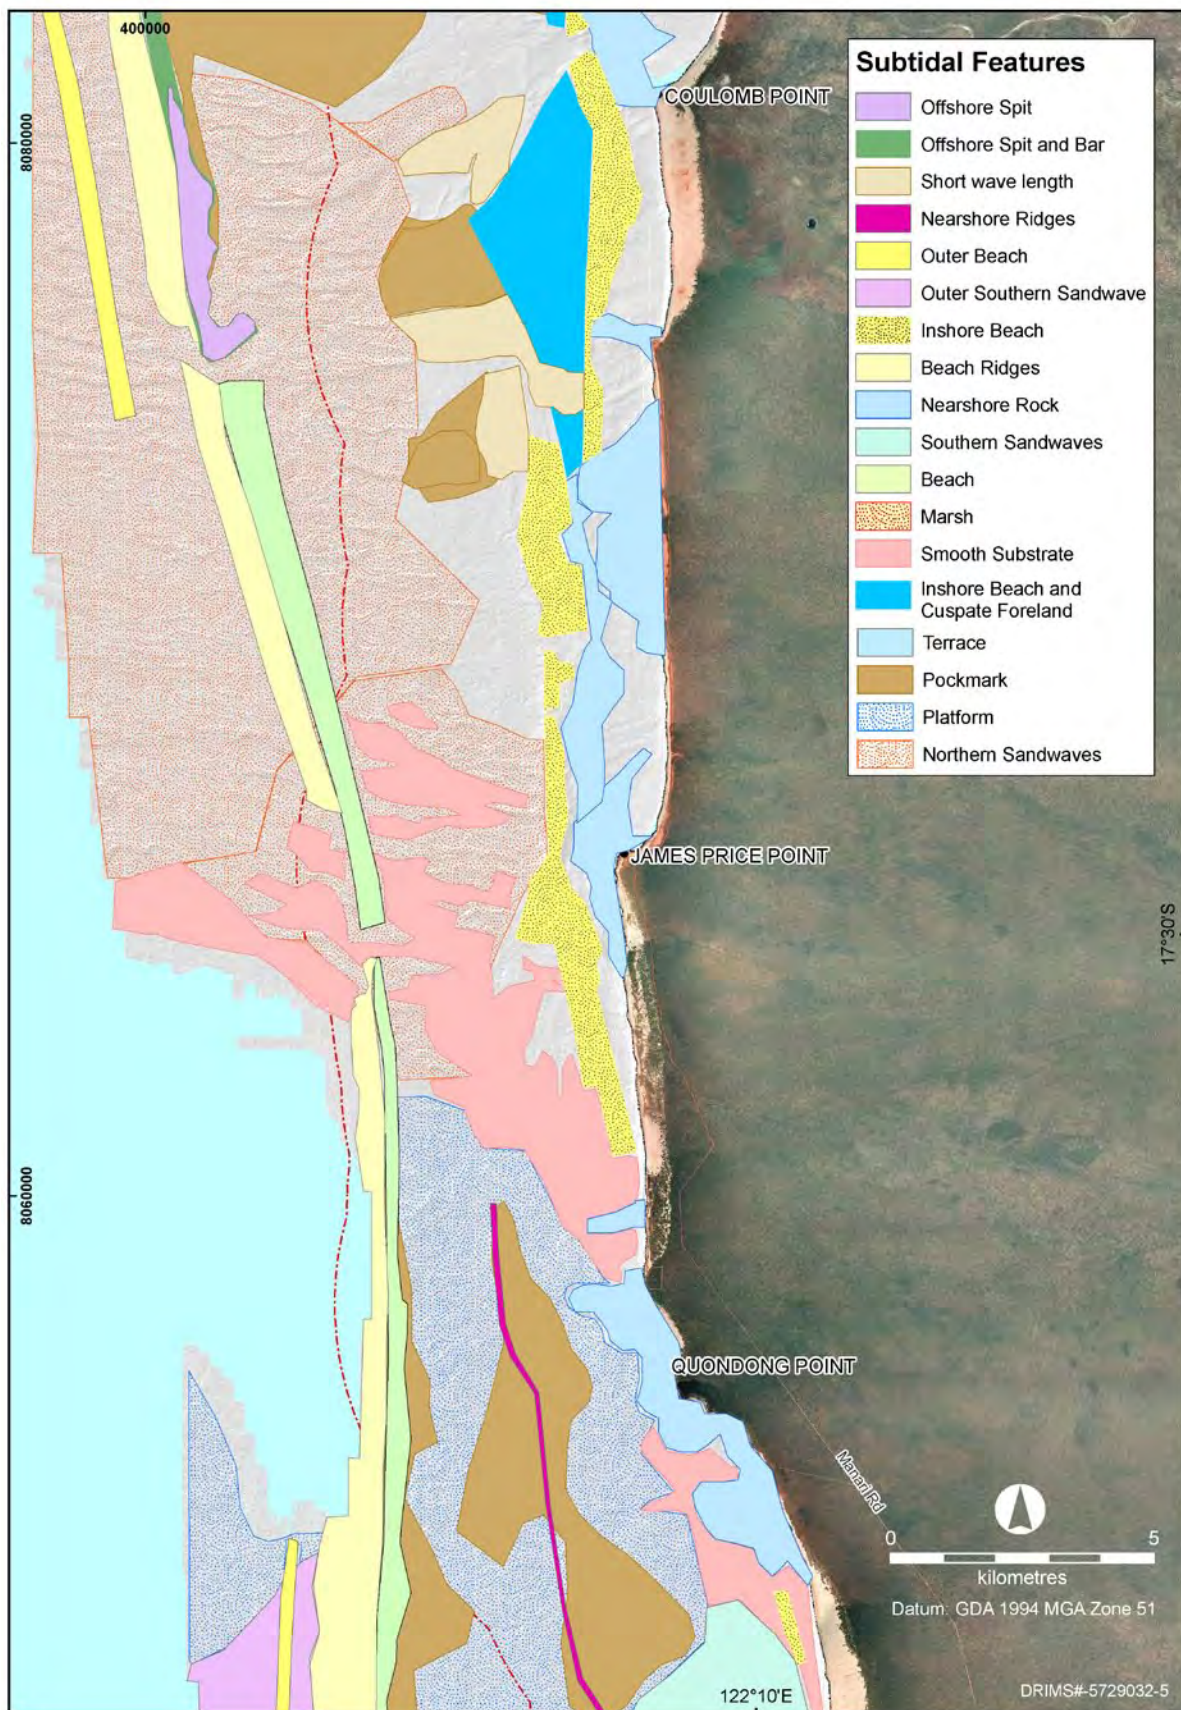 400000
8080000
Subtidal Features
Offshore Spit
Offshore Spit and Bar
Short wave length
Nearshore Ridges
Outer Beach
Outer Southern Sandwave
Inshore Beach
Beach Ridges
Nearshore Rock
Southern Sandwaves
Beach
Marsh
Smooth Substrate
Inshore Beach and
Cuspate Foreland
Terrace
Pockmark
Platform
Northern Sandwaves
COULOMB POINT
JAMES PRICE POINT
17°30'S
8060000
QUONDONG POINT
Manari Rd
0 5
kilometres
Datum: GDA 1994 MGA Zone 51
122°10'E
DRIMS#-5729032-5